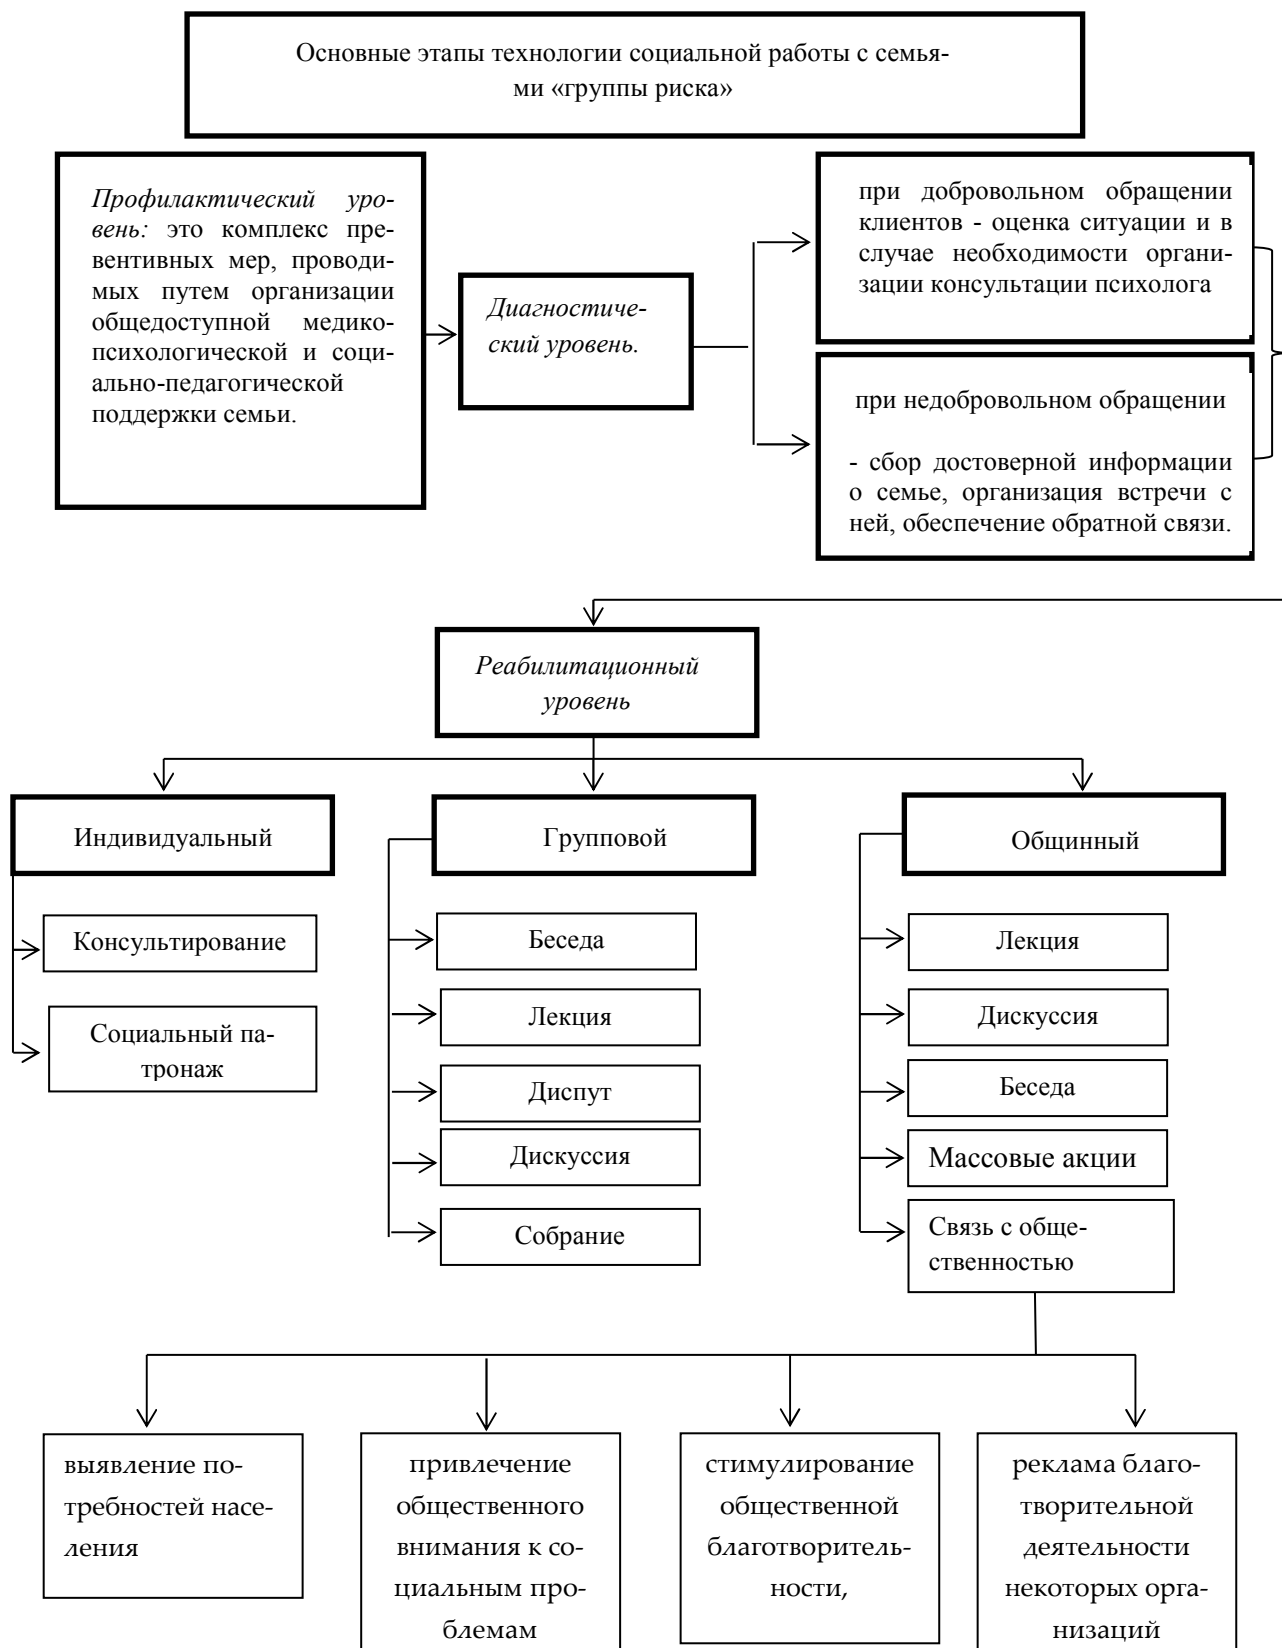 Основные этапы технологии социальной работы с семья-
ми «группы риска»
Профилактический уро-
вень: это комплекс пре-
вентивных мер, проводи-
мых путем организации
общедоступной медико-
психологической и соци-
ально-педагогической
поддержки семьи.
Диагностиче-
ский уровень.
при добровольном обращении
клиентов - оценка ситуации и в
случае необходимости органи-
зации консультации психолога
при недобровольном обращении
- сбор достоверной информации
о семье, организация встречи с
ней, обеспечение обратной связи.
Реабилитационный
уровень
Индивидуальный
Консультирование
Социальный па-
тронаж
Групповой
Беседа
Лекция
Диспут
Дискуссия
Собрание
Общинный
Лекция
Дискуссия
Беседа
Массовые акции
Связь с обще-
ственностью
выявление по-
требностей насе-
ления
привлечение
общественного
внимания к со-
циальным про-
блемам
стимулирование
общественной
благотворитель-
ности,
реклама благо-
творительной
деятельности
некоторых орга-
низаций